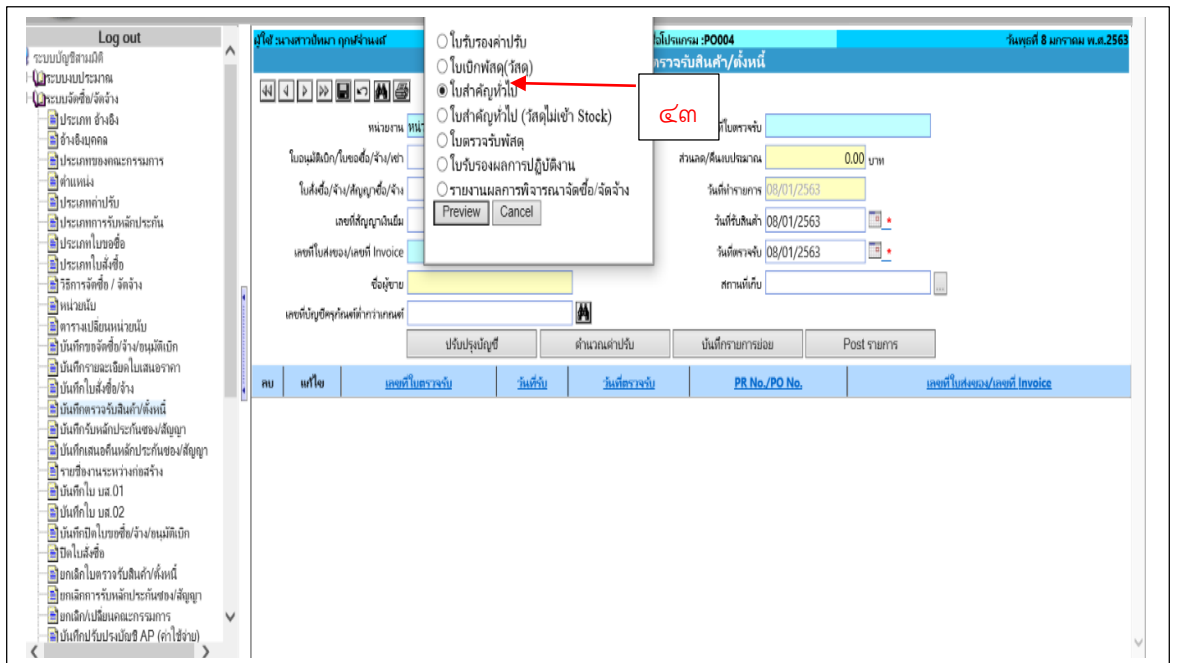 Log out
ระบบบัญชีสามมิติ
ระบบงบประมาณ
ระบบจัดซื้อ/จัดจ้าง
ประเภท อ้างอิง
อ้างอิงบุคคล
ประเภทของคณะกรรมการ
ตำแหน่ง
ประเภทค่าปรับ
ประเภทการรับหลักประกัน
ประเภทใบขอซื้อ
ประเภทใบสั่งซื้อ
วิธีการจัดซื้อ / จัดจ้าง
หน่วยนับ
ตารางเปลี่ยนหน่วยนับ
บันทึกขอจัดซื้อ/จ้าง/อนุมัติเบิก
บันทึกรายละเอียดใบเสนอราคา
บันทึกใบสั่งซื้อ/จ้าง
บันทึกตรวจรับสินค้า/ตั้งหนี้
บันทึกรับหลักประกันซอง/สัญญา
บันทึกเสนอคืนหลักประกันซอง/สัญญา
รายชื่องานระหว่างก่อสร้าง
บันทึกใบ บส.01
บันทึกใบ บส.02
บันทึกปิดใบขอซื้อ/จ้าง/อนุมัติเบิก
ปิดใบสั่งซื้อ
ยกเลิกใบตรวจรับสินค้า/ตั้งหนี้
ยกเลิกการรับหลักประกันซอง/สัญญา
ยกเลิก/เปลี่ยนคณะกรรมการ
บันทึกปรับปรุงบัญชี AP (ค่าใช้จ่าย)
ผู้ใช้ :นางสาวปัทมา ฤกษ์จำนงค์
โปรแกรม :PO004
วันพุธที่ 8 มกราคม พ.ศ.2563
ตรวจรับสินค้า/ตั้งหนี้
ใบรับรองค่าปรับ
ใบเบิกพัสดุ(วัสดุ)
ใบสำคัญทั่วไป
ใบสำคัญทั่วไป (วัสดุไม่เข้า Stock)
ใบตรวจรับพัสดุ
ใบรับรองผลการปฏิบัติงาน
รายงานผลการพิจารณาจัดซื้อ/จัดจ้าง
Preview Cancel
๔๓
หน่วยงาน
ที่ใบตรวจรับ
ใบอนุมัติเบิก/ใบขอซื้อ/จ้าง/เช่า
ส่วนลด/คืนงบประมาณ 0.00 บาท
ใบสั่งซื้อ/จ้าง/สัญญาซื้อ/จ้าง
วันที่ทำรายการ 08/01/2563
เลขที่สัญญาเงินยืม
วันที่รับสินค้า 08/01/2563 *
เลขที่ใบส่งของ/เลขที่ Invoice
วันที่ตรวจรับ 08/01/2563 *
ชื่อผู้ขาย
สถานที่เก็บ ...
เลขที่บัญชีครุภัณฑ์ต่ำกว่าเกณฑ์
ปรับปรุงบัญชี คำนวณค่าปรับ บันทึกรายการย่อย Post รายการ
ลบ แก้ไข เลขที่ใบตรวจรับ วันที่รับ วันที่ตรวจรับ PR No./PO No. เลขที่ใบส่งของ/เลขที่ Invoice